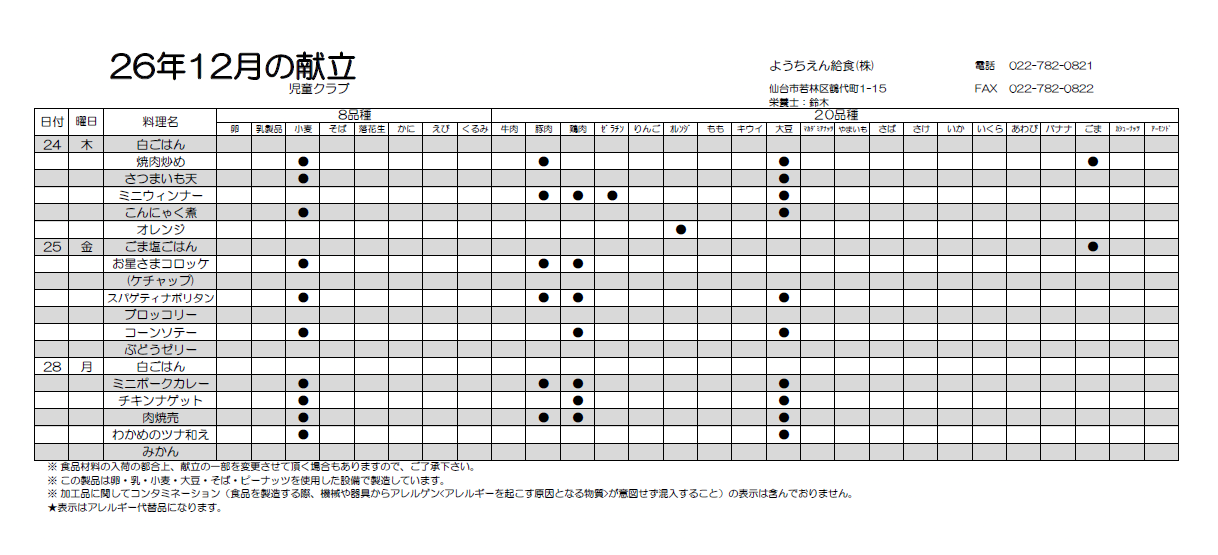 26年12月の献立
児童クラブ
ようちえん給食(株) 電話 022-782-0821
仙台市若林区鶴代町1-15 FAX 022-782-0822
栄養士：鈴木
日付 曜日 料理名 8品種 20品種
卵 乳製品 小麦 そば 落花生 かに えび くるみ 牛肉 豚肉 鶏肉 ｾﾞﾗﾁﾝ りんご ｵﾚﾝｼﾞ もも キウイ 大豆 ﾏｶﾀﾞﾐｱﾅｯﾂ やまいも さば さけ いか いくら あわび バナナ ごま ｶｼｭｰﾅｯﾂ ｱｰﾓﾝﾄﾞ
24 木 白ごはん
焼肉炒め ● ● ● ●
さつまいも天 ● ●
ミニウィンナー ● ● ● ●
こんにゃく煮 ● ●
オレンジ ●
25 金 ごま塩ごはん ●
お星さまコロッケ ● ● ●
(ケチャップ)
スパゲティナポリタン ● ● ● ●
ブロッコリー
コーンソテー ● ● ●
ぶどうゼリー
28 月 白ごはん
ミニポークカレー ● ● ● ●
チキンナゲット ● ● ●
肉焼売 ● ● ● ●
わかめのツナ和え ● ●
みかん
※ 食品材料の入荷の都合上、献立の一部を変更させて頂く場合もありますので、ご了承下さい。
※ この製品は卵・乳・小麦・大豆・そば・ピーナッツを使用した設備で製造しています。
※ 加工品に関してコンタミネーション（食品を製造する際、機械や器具からアレルゲン<アレルギーを起こす原因となる物質>が意図せず混入すること）の表示は含んでおりません。
★表示はアレルギー代替品になります。